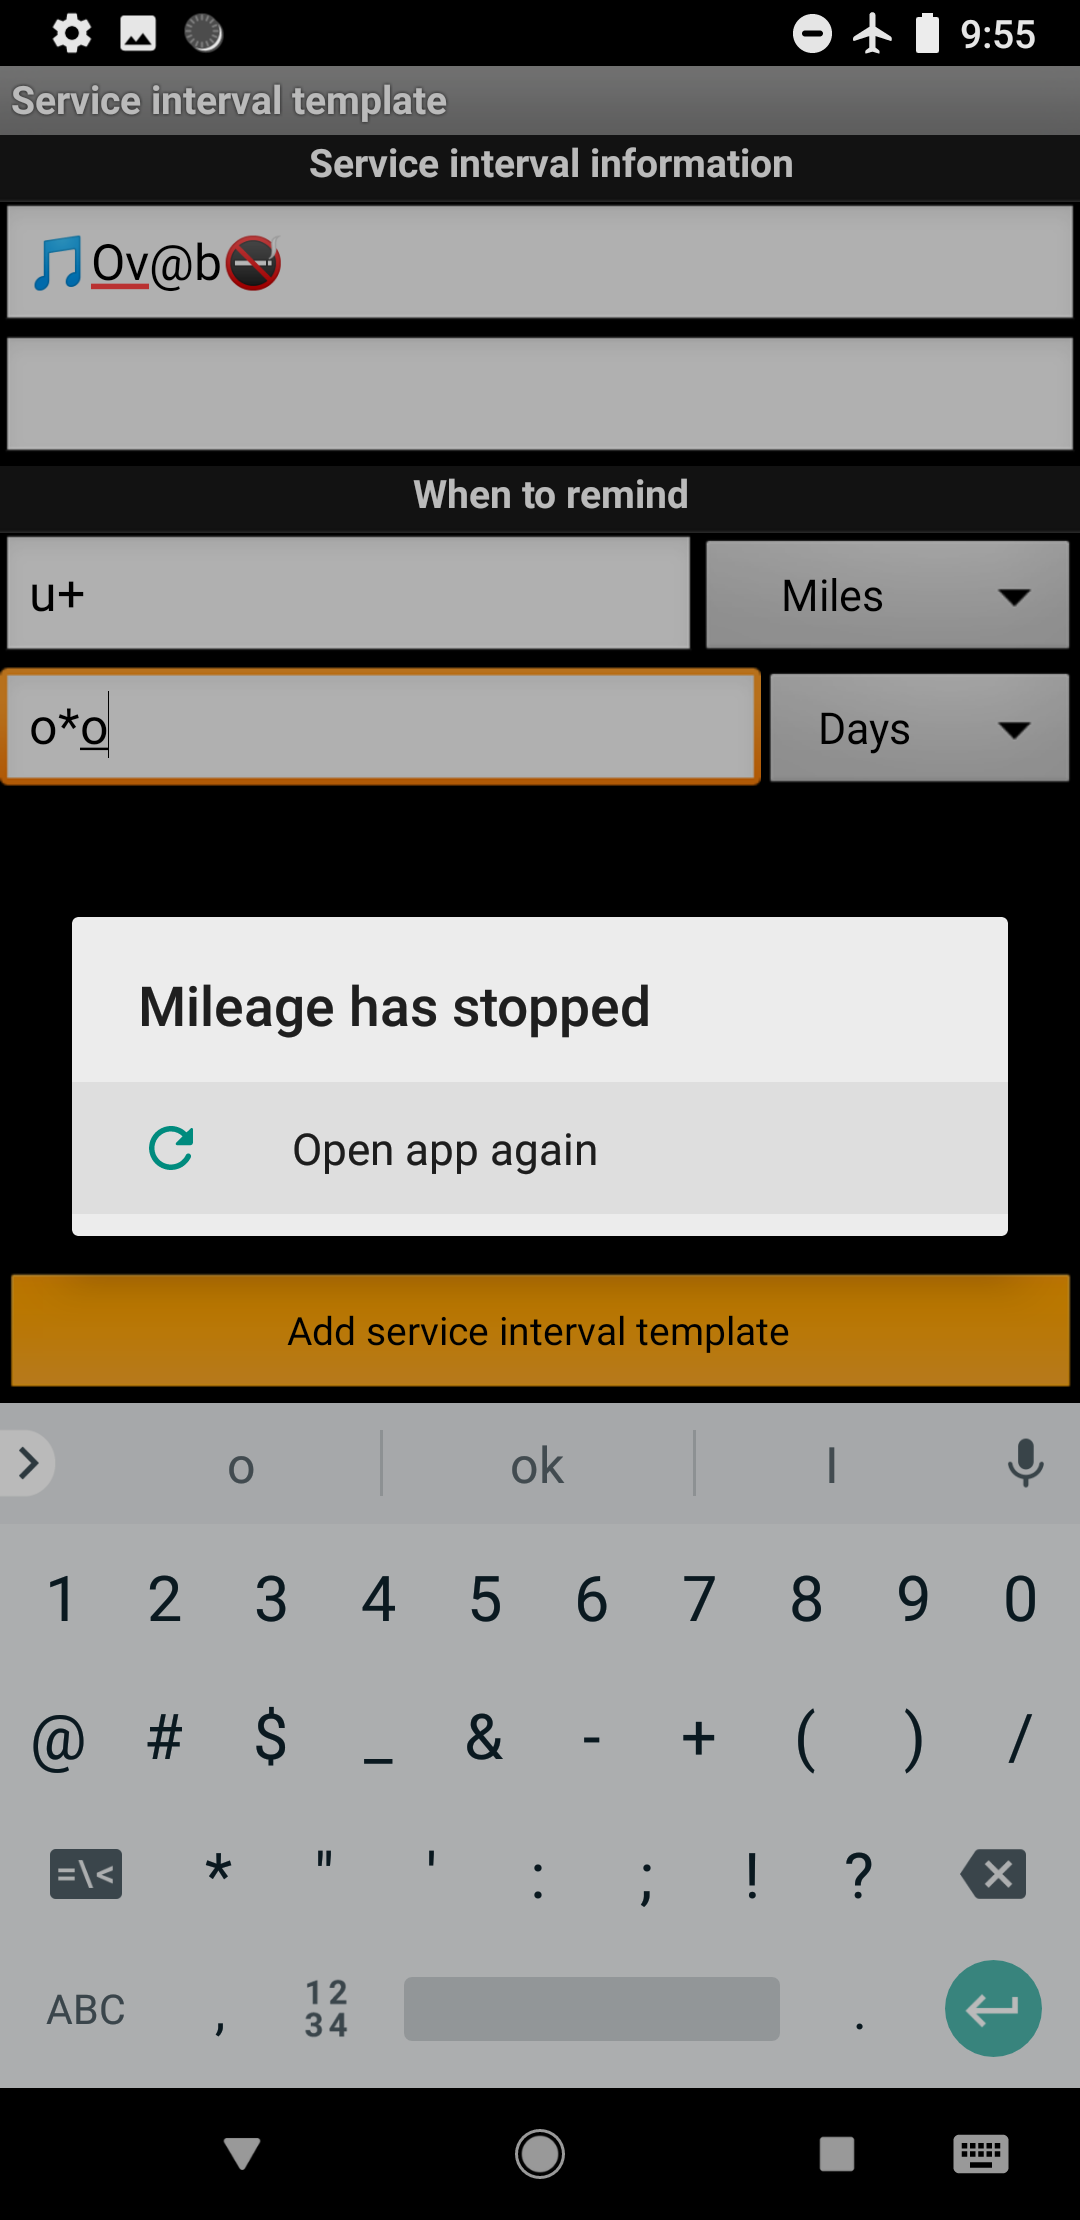 9:55
Service interval template
Service interval information
🎵Ov@b🚭
When to remind
u+
Miles
o*o
Days
Mileage has stopped
Open app again
Add service interval template
o ok I
1 2 3 4 5 6 7 8 9 0
@ # $ _ & - + ( ) /
=\< * " ' : ; ! ?
ABC , 12 34 .